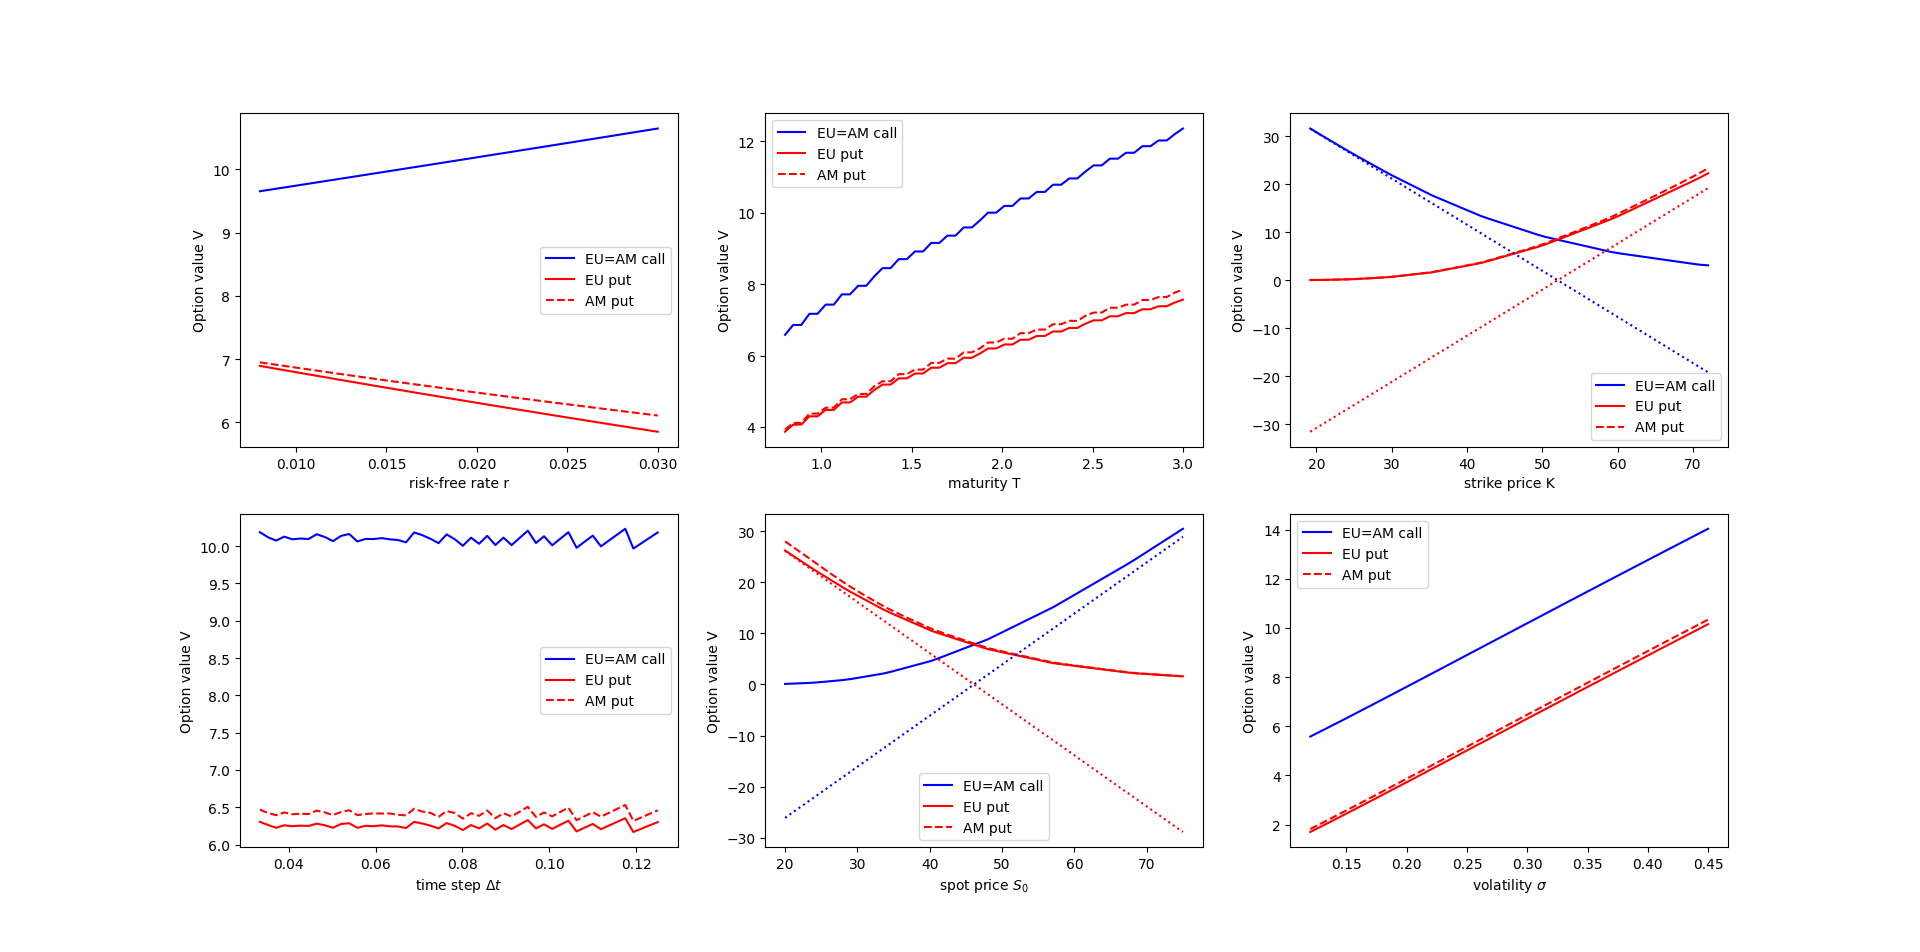 Option value V
10
9
8
7
6
EU=AM call
EU put
AM put
0.010 0.015 0.020 0.025 0.030
risk-free rate r
Option value V
12
10
8
6
4
EU=AM call
EU put
AM put
1.0 1.5 2.0 2.5 3.0
maturity T
Option value V
30
20
10
0
−10
−20
−30
EU=AM call
EU put
AM put
20 30 40 50 60 70
strike price K
Option value V
10.0
9.5
9.0
8.5
8.0
7.5
7.0
6.5
6.0
EU=AM call
EU put
AM put
0.04 0.06 0.08 0.10 0.12
time step Δt
Option value V
30
20
10
0
−10
−20
−30
EU=AM call
EU put
AM put
20 30 40 50 60 70
spot price S₀
Option value V
14
12
10
8
6
4
2
EU=AM call
EU put
AM put
0.15 0.20 0.25 0.30 0.35 0.40 0.45
volatility σ